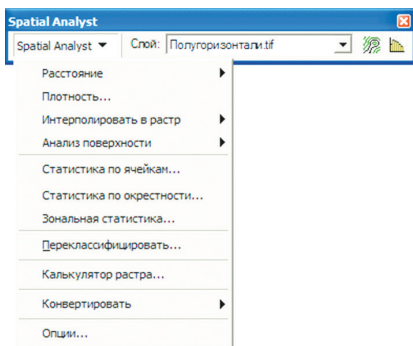 Spatial Analyst
Spatial Analyst Слой: Полугоризонтали.tif
Расстояние
Плотность...
Интерполировать в растр
Анализ поверхности
Статистика по ячейкам...
Статистика по окрестности...
Зональная статистика...
Переклассифицировать...
Калькулятор растра...
Конвертировать
Опции...